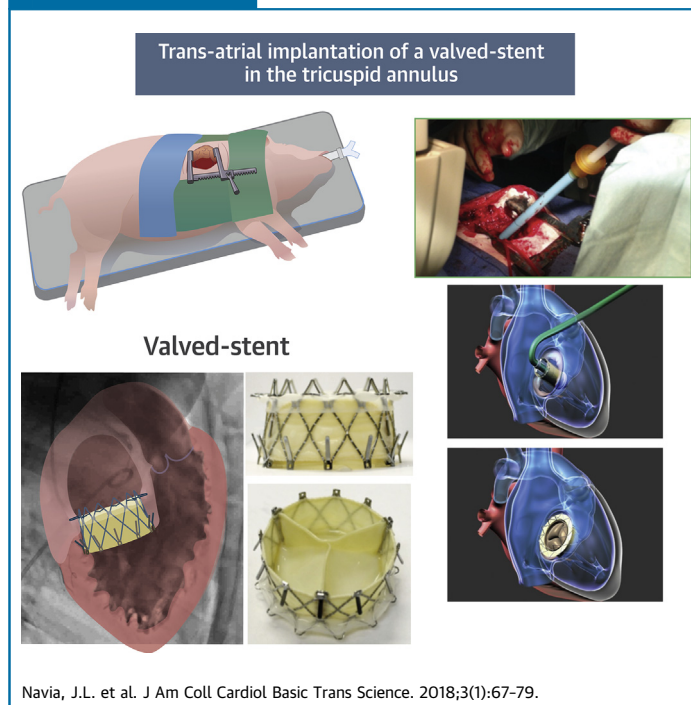 Trans-atrial implantation of a valved-stent
in the tricuspid annulus
Valved-stent
Navia, J.L. et al. J Am Coll Cardiol Basic Trans Science. 2018;3(1):67-79.